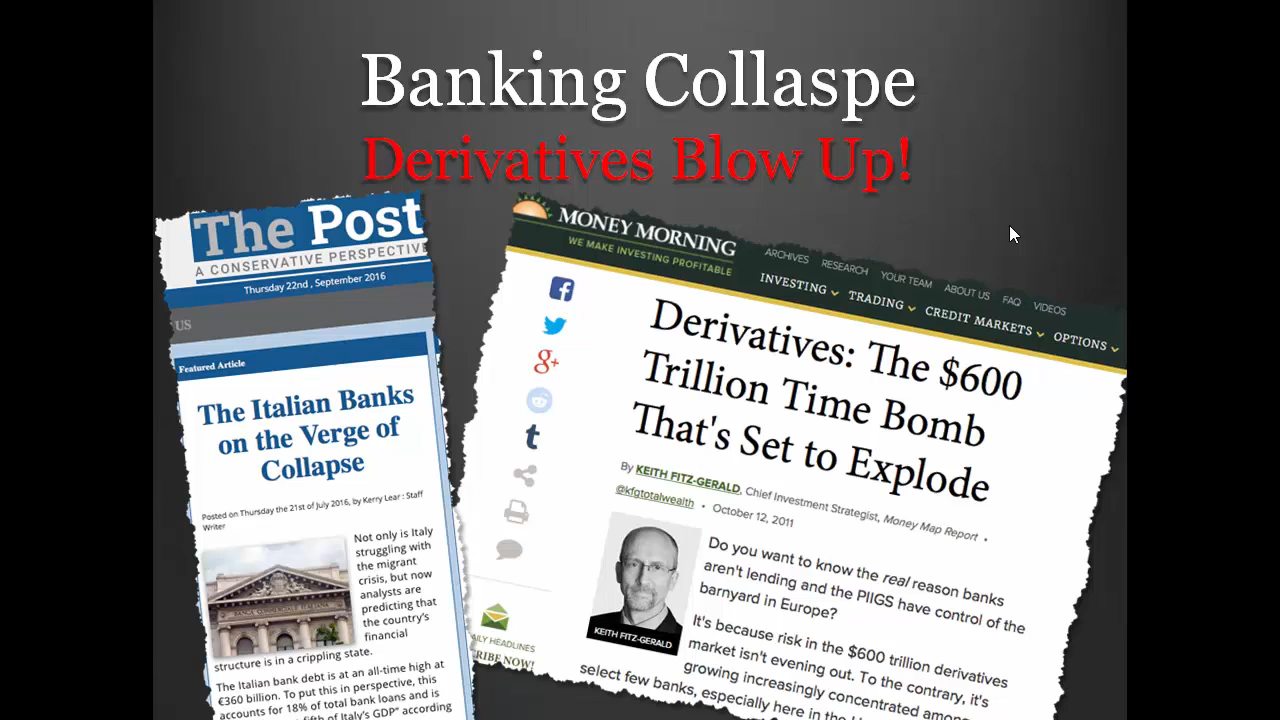 Banking Collaspe
Derivatives Blow Up!
The Post
A CONSERVATIVE PERSPECTIVE
Thursday 22nd , September 2016
US
Featured Article
The Italian Banks
on the Verge of
Collapse
Posted on Thursday the 21st of July 2016, by Kerry Lear : Staff
Writer
Not only is Italy
struggling with
the migrant
crisis, but now
analysts are
predicting that
the country's
financial
structure is in a crippling state.
The Italian bank debt is at an all-time high at
€360 billion. To put this in perspective, this
accounts for 18% of total bank loans and is
fifth of Italy's GDP" according
MONEY MORNING
WE MAKE INVESTING PROFITABLE
ARCHIVES RESEARCH YOUR TEAM ABOUT US FAQ VIDEOS
INVESTING TRADING CREDIT MARKETS OPTIONS
Derivatives: The $600
Trillion Time Bomb
That's Set to Explode
By KEITH FITZ-GERALD, Chief Investment Strategist, Money Map Report •
@kfgtotalwealth • October 12, 2011
KEITH FITZ-GERALD
Do you want to know the real reason banks
aren't lending and the PIIGS have control of the
barnyard in Europe?
It's because risk in the $600 trillion derivatives
market isn't evening out. To the contrary, it's
growing increasingly concentrated among
select few banks, especially here in the
AILY HEADLINES
RIBE NOW!